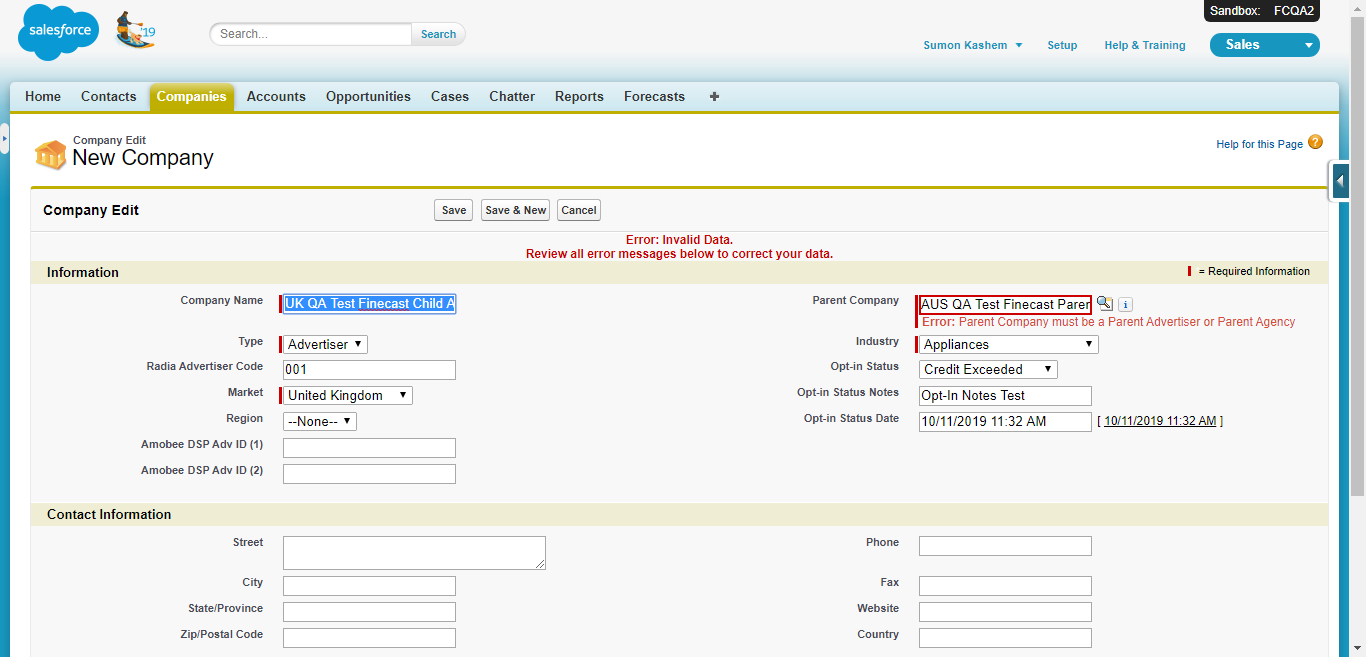 Sandbox: FCQA2
salesforce
'19
Search...
Search
Sumon Kashem
Setup
Help & Training
Sales
Home
Contacts
Companies
Accounts
Opportunities
Cases
Chatter
Reports
Forecasts
+
Company Edit
New Company
Help for this Page
?
Company Edit
Save
Save & New
Cancel
Error: Invalid Data.
Review all error messages below to correct your data.
Information
= Required Information
Company Name
UK QA Test Finecast Child A
Parent Company
AUS QA Test Finecast Paren
i
Error: Parent Company must be a Parent Advertiser or Parent Agency
Type
Advertiser
Industry
Appliances
Radia Advertiser Code
001
Opt-in Status
Credit Exceeded
Market
United Kingdom
Opt-in Status Notes
Opt-In Notes Test
Region
--None--
Opt-in Status Date
10/11/2019 11:32 AM
[ 10/11/2019 11:32 AM ]
Amobee DSP Adv ID (1)
Amobee DSP Adv ID (2)
Contact Information
Street
Phone
City
Fax
State/Province
Website
Zip/Postal Code
Country